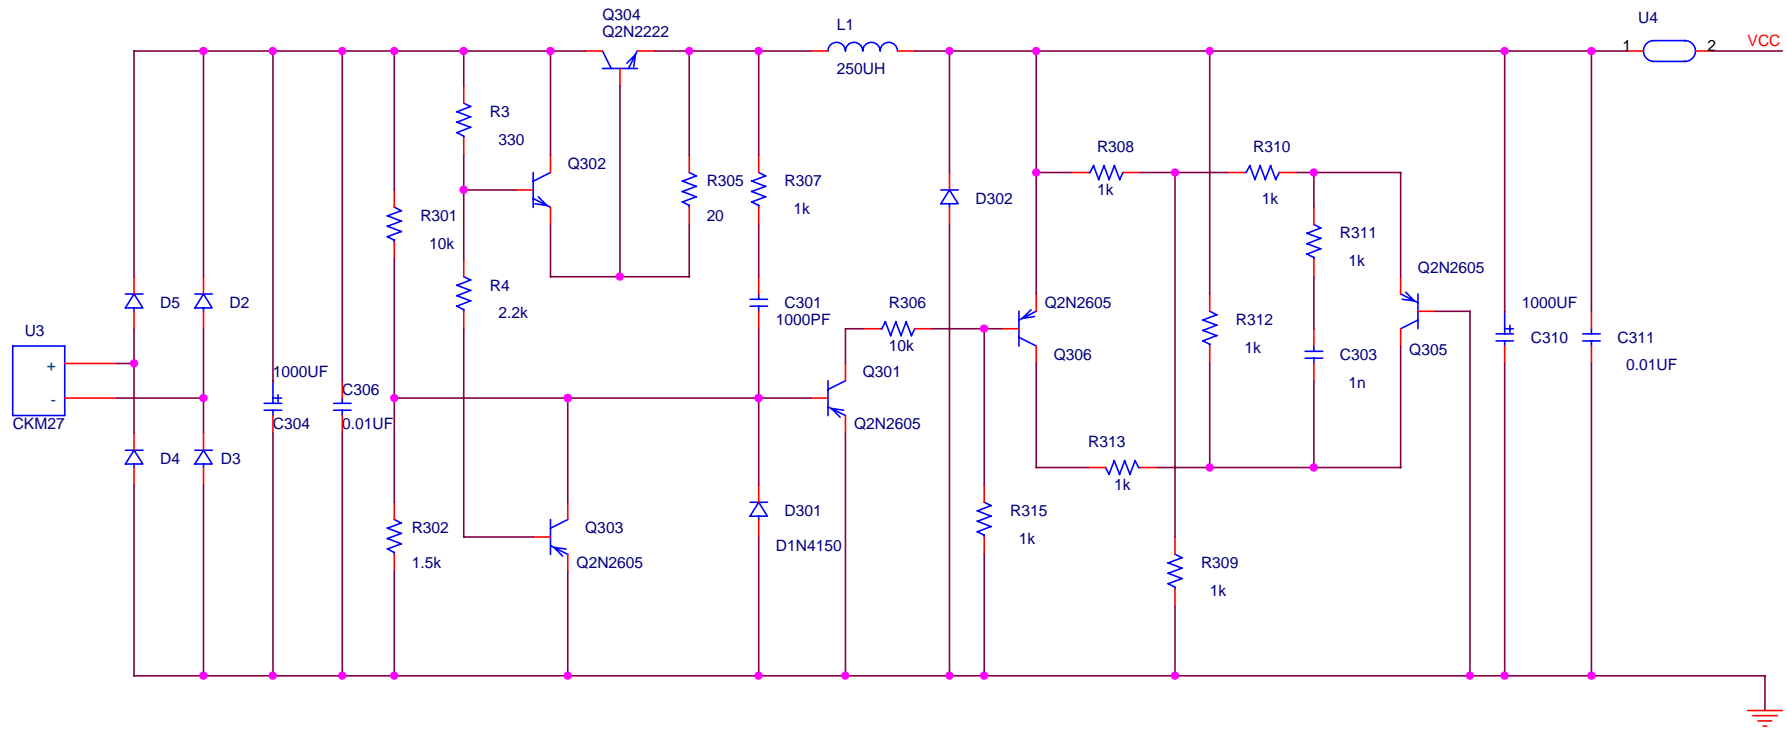 Q304
Q2N2222
L1
250UH
U4
1
2
VCC
R3
330
Q302
R305
20
R307
1k
D302
R308
1k
R310
1k
R301
10k
R311
1k
R4
2.2k
D5
D2
C301
1000PF
R306
10k
Q2N2605
Q306
R312
1k
Q2N2605
Q305
C303
1n
1000UF
C310
C311
0.01UF
U3
+
-
CKM27
1000UF
C304
C306
0.01UF
Q301
Q2N2605
D4
D3
R313
1k
R302
1.5k
Q303
Q2N2605
D301
D1N4150
R315
1k
R309
1k